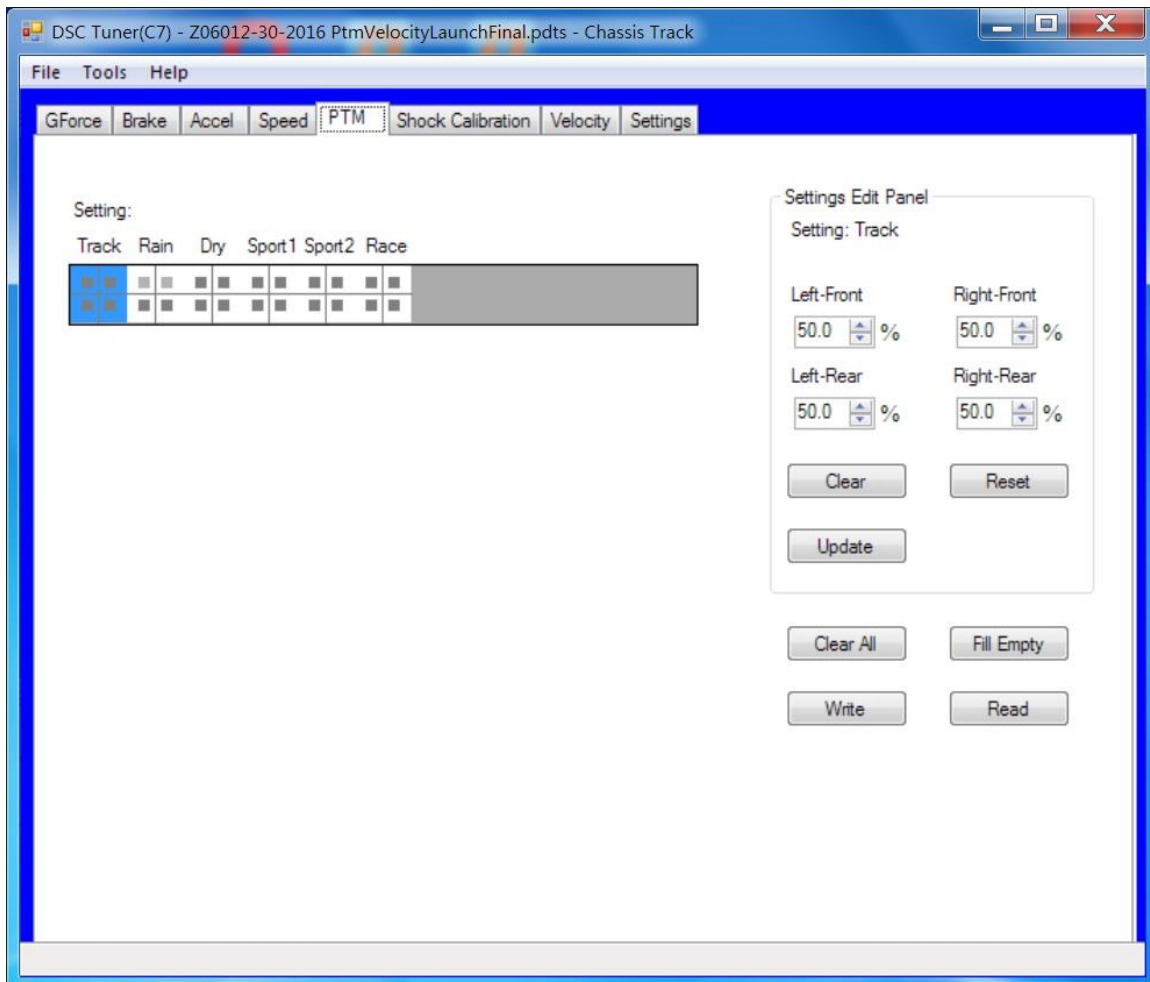 DSC Tuner(C7) - Z06012-30-2016 PtmVelocityLaunchFinal.pdts - Chassis Track
File Tools Help
GForce Brake Accel Speed PTM Shock Calibration Velocity Settings
Setting:
Track Rain Dry Sport1 Sport2 Race
Settings Edit Panel
Setting: Track
Left-Front Right-Front
50.0 % 50.0 %
Left-Rear Right-Rear
50.0 % 50.0 %
Clear Reset
Update
Clear All Fill Empty
Write Read